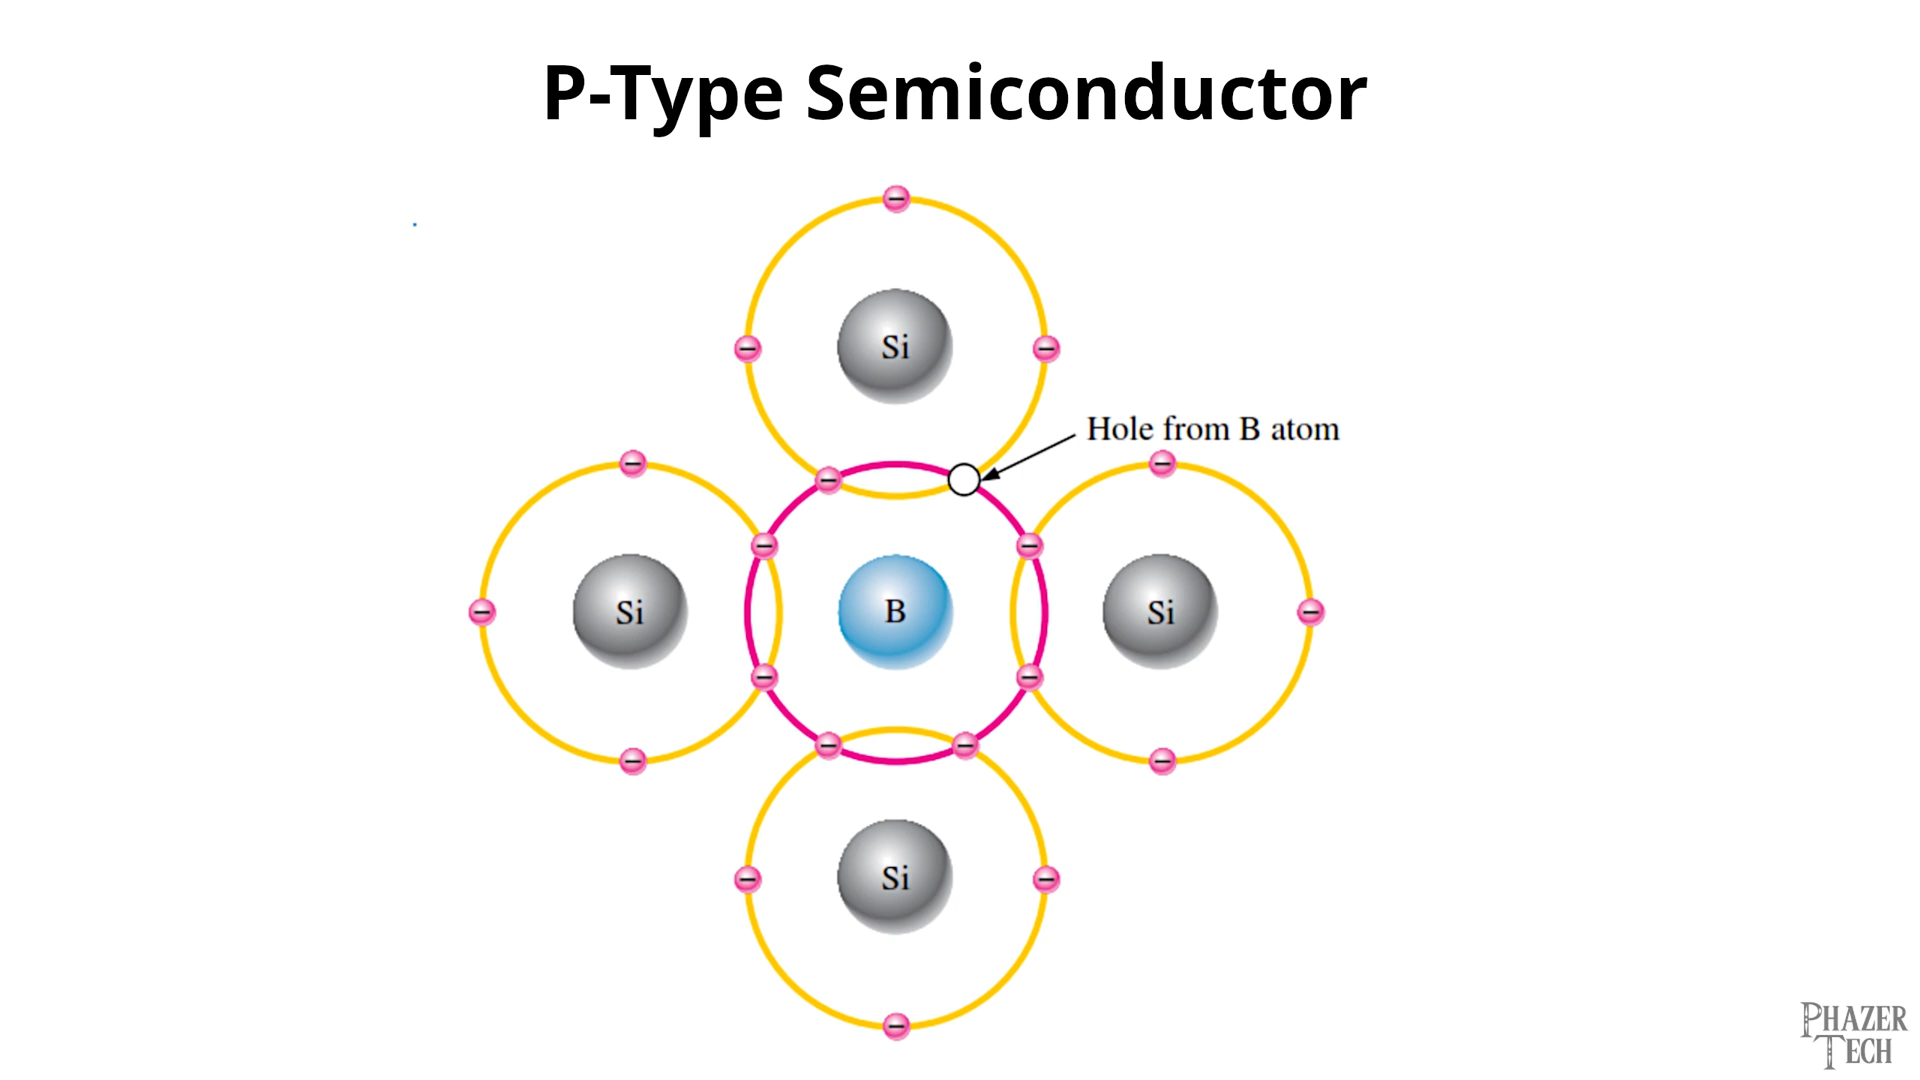 P-Type Semiconductor
Si
Hole from B atom
Si
B
Si
Si
PHAZER
TECH